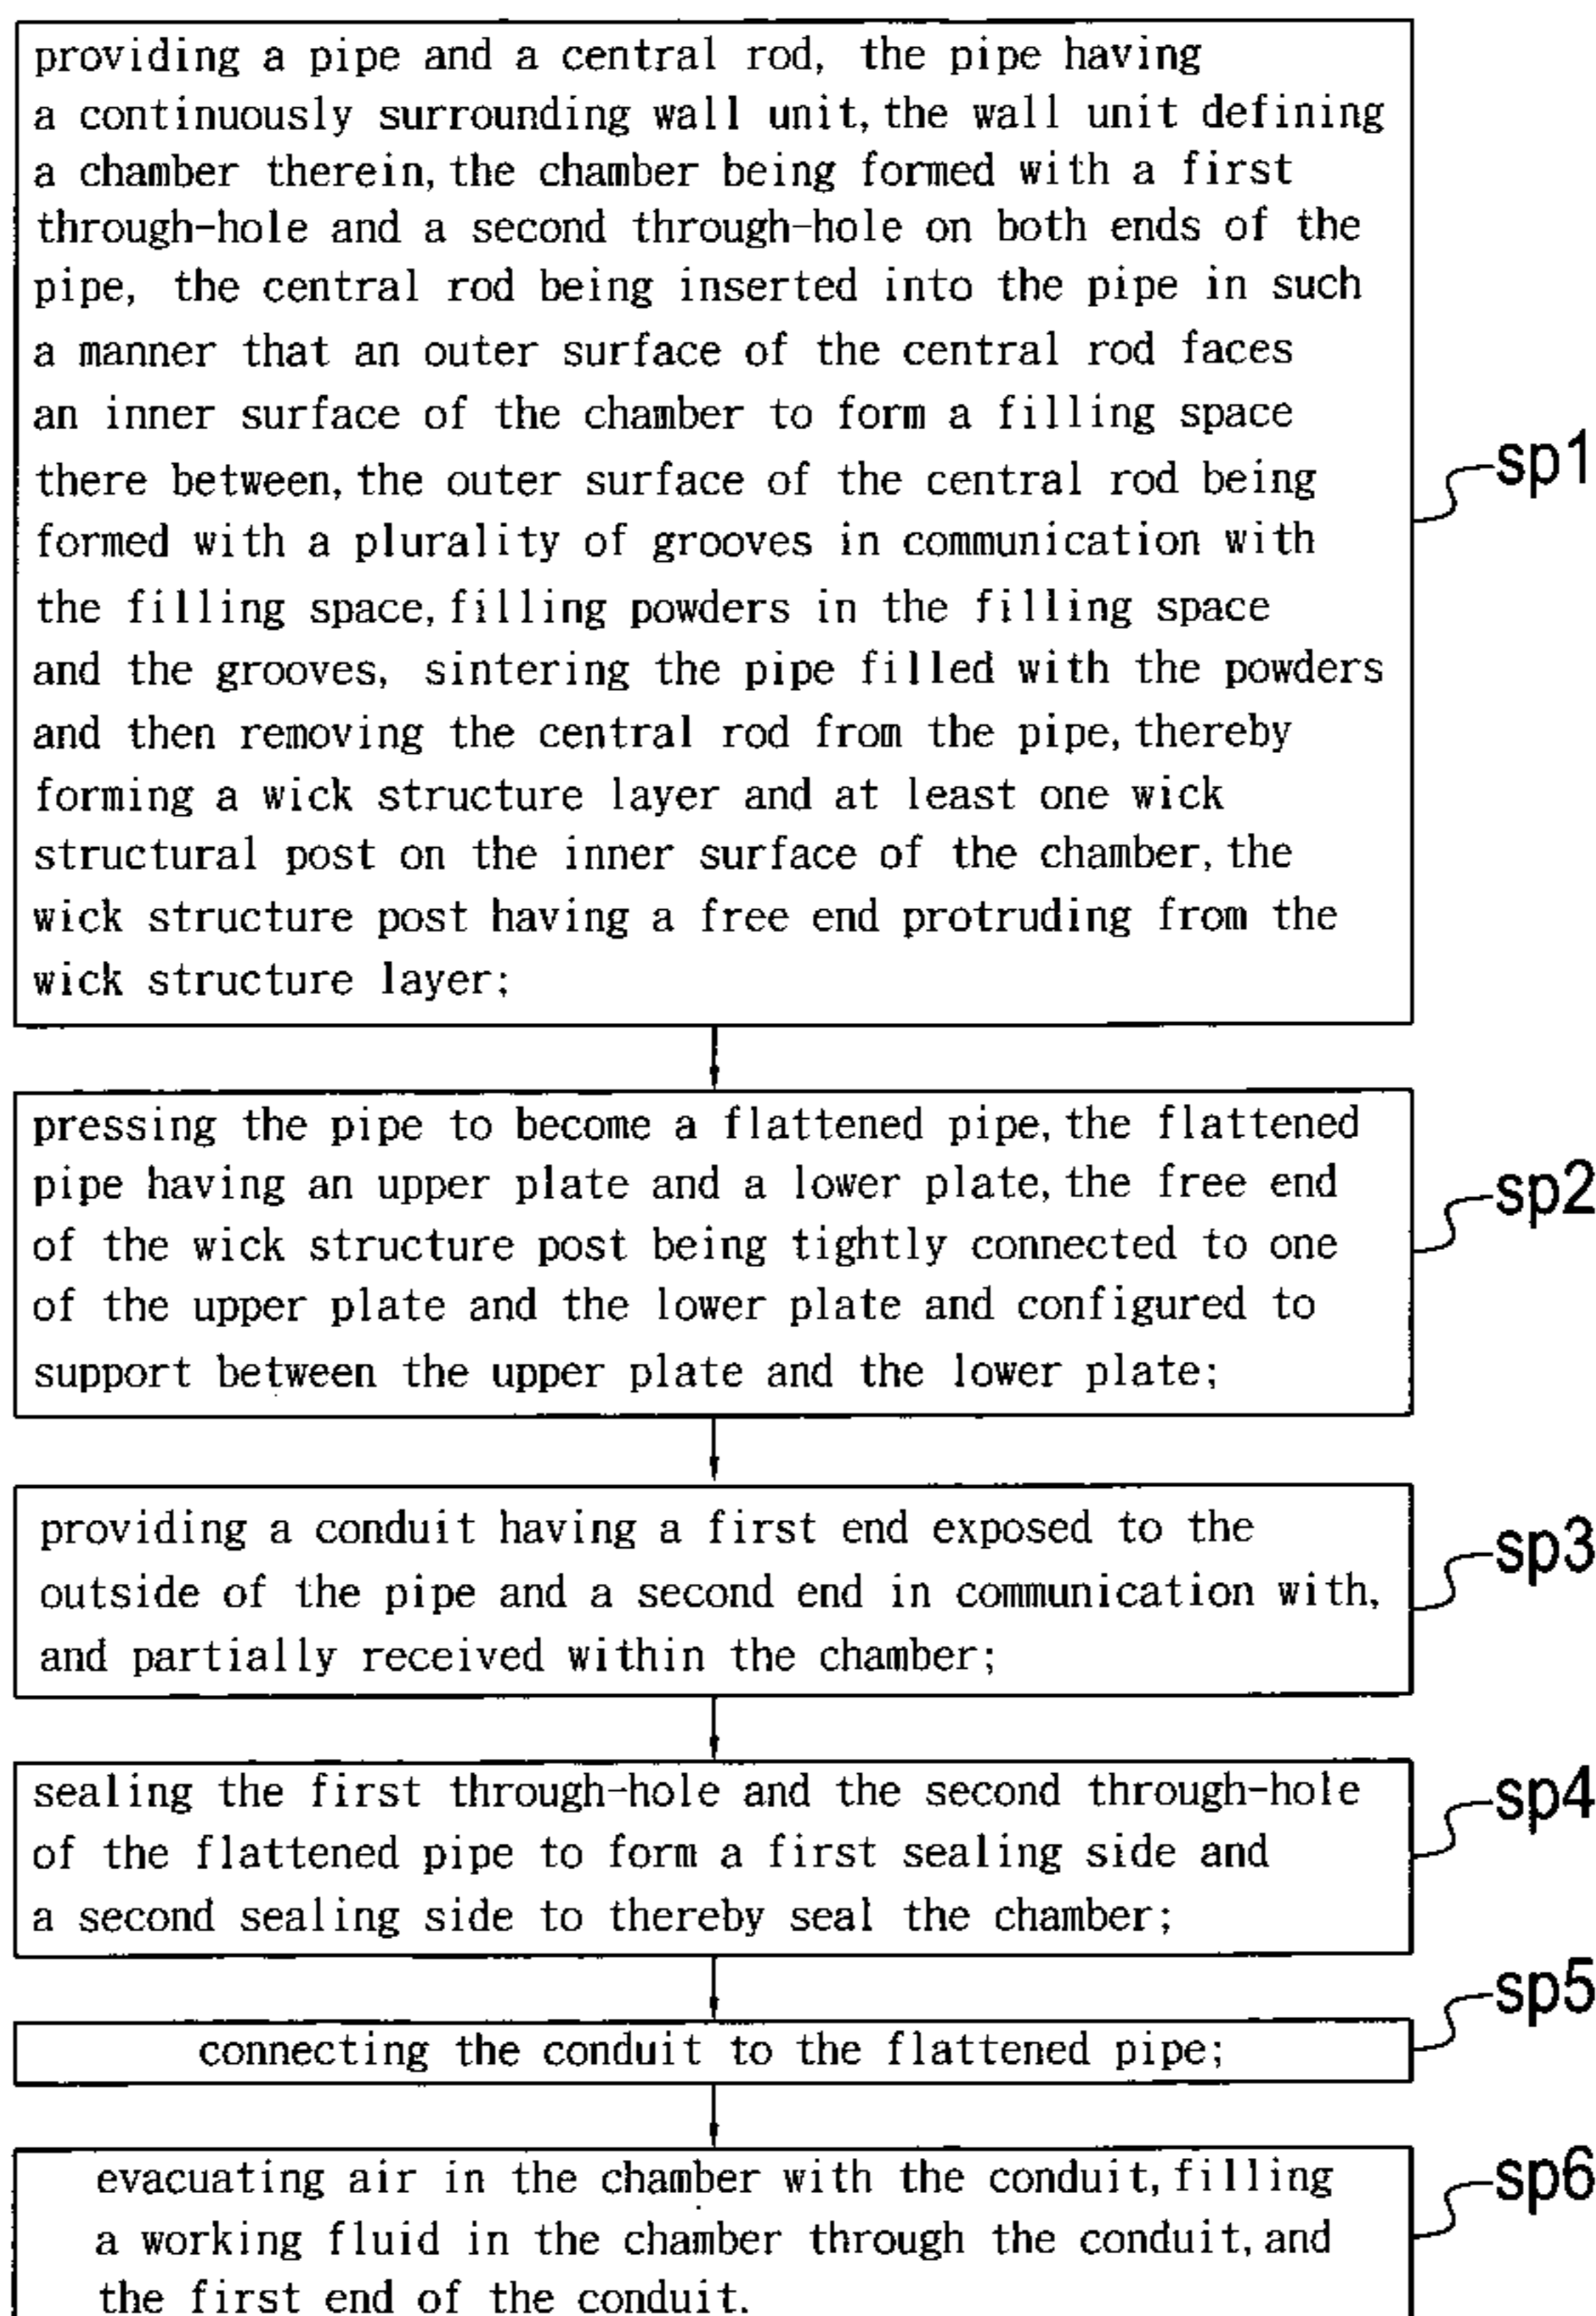 providing a pipe and a central rod, the pipe having
a continuously surrounding wall unit, the wall unit defining
a chamber therein, the chamber being formed with a first
through-hole and a second through-hole on both ends of the
pipe, the central rod being inserted into the pipe in such
a manner that an outer surface of the central rod faces
an inner surface of the chamber to form a filling space
there between, the outer surface of the central rod being
formed with a plurality of grooves in communication with
the filling space, filling powders in the filling space
and the grooves, sintering the pipe filled with the powders
and then removing the central rod from the pipe, thereby
forming a wick structure layer and at least one wick
structural post on the inner surface of the chamber, the
wick structure post having a free end protruding from the
wick structure layer;
sp1
pressing the pipe to become a flattened pipe, the flattened
pipe having an upper plate and a lower plate, the free end
of the wick structure post being tightly connected to one
of the upper plate and the lower plate and configured to
support between the upper plate and the lower plate;
sp2
providing a conduit having a first end exposed to the
outside of the pipe and a second end in communication with,
and partially received within the chamber;
sp3
sealing the first through-hole and the second through-hole
of the flattened pipe to form a first sealing side and
a second sealing side to thereby seal the chamber;
sp4
connecting the conduit to the flattened pipe;
sp5
evacuating air in the chamber with the conduit, filling
a working fluid in the chamber through the conduit, and
the first end of the conduit.
sp6